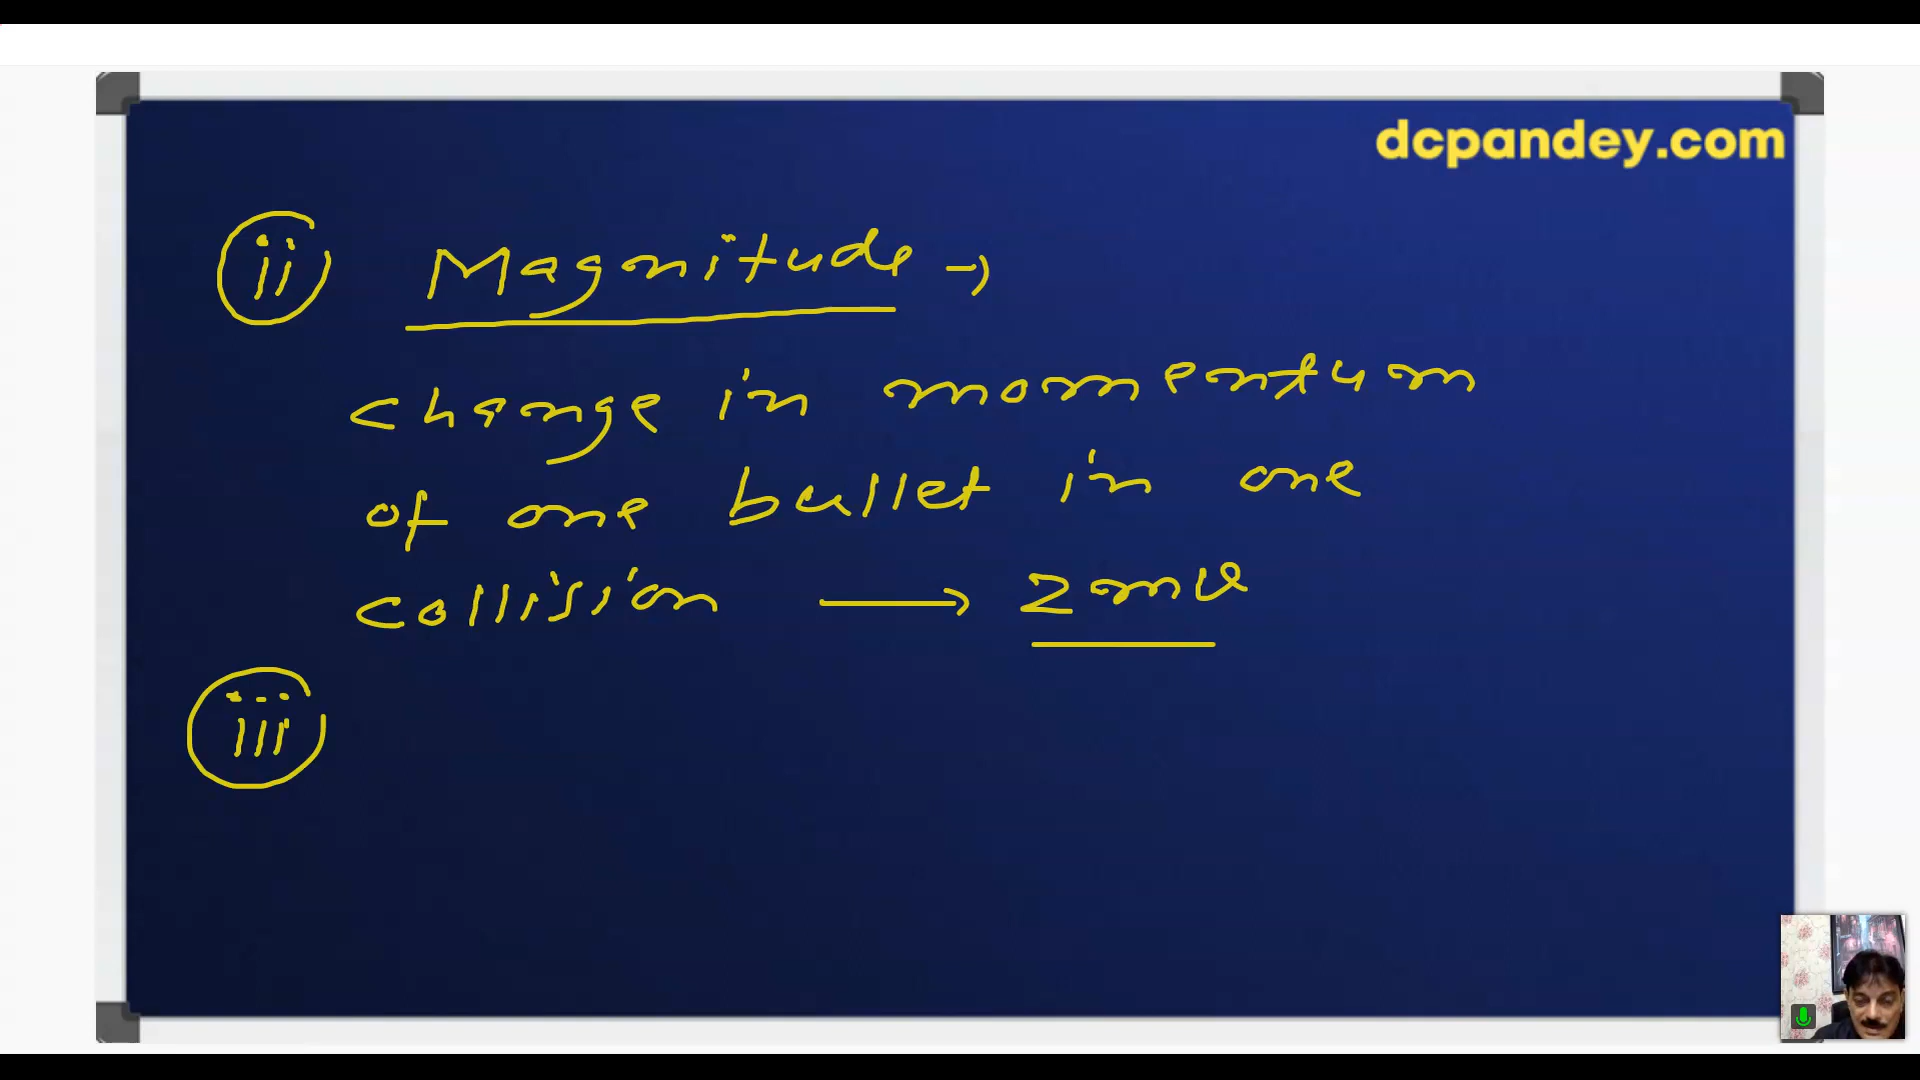 dcpandey.com
ii Magnitude →
change in momentum
of one bullet in one
collision → 2mv
iii